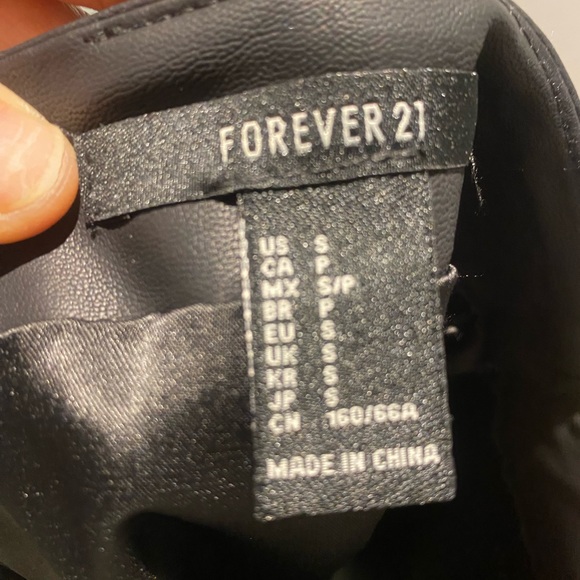 FOREVER 21
US S
CA P
MX S/P
BR P
EU S
UK S
KR S
JP S
CN 160/66A
MADE IN CHINA